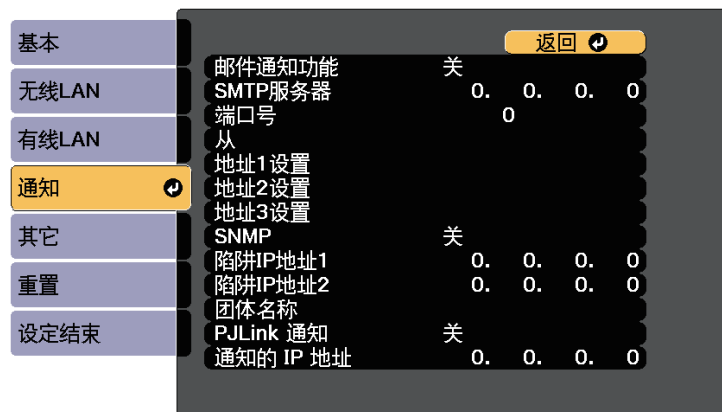 基本
无线LAN
有线LAN
通知
其它
重置
设定结束
返回
邮件通知功能 关
SMTP服务器 0. 0. 0. 0
端口号 0
从
地址1设置
地址2设置
地址3设置
SNMP 关
陷阱IP地址1 0. 0. 0. 0
陷阱IP地址2 0. 0. 0. 0
团体名称
PJLink 通知 关
通知的 IP 地址 0. 0. 0. 0